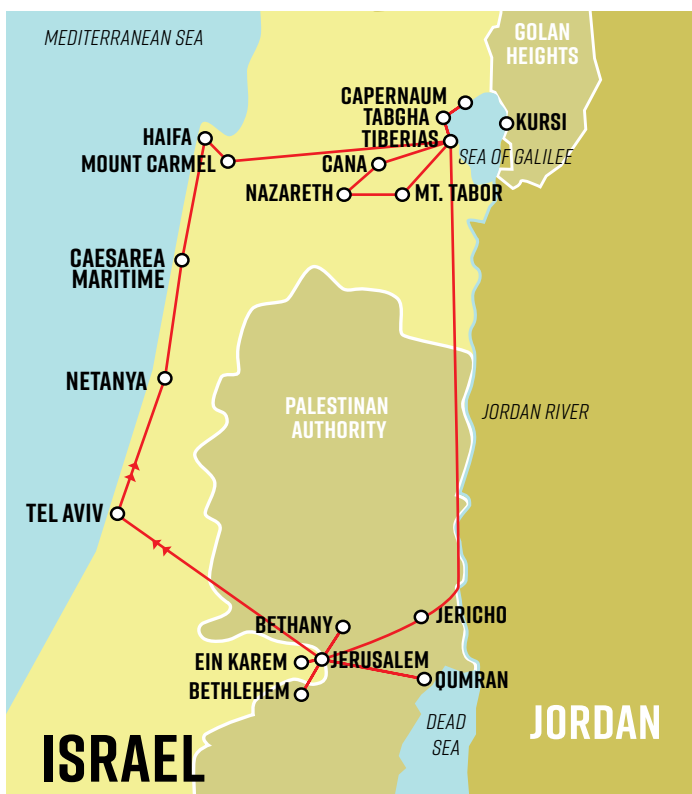 MEDITERRANEAN SEA
GOLAN
HEIGHTS
CAPERNAUM
TABGHA
KURSI
HAIFA
TIBERIAS
MOUNT CARMEL
CANA
SEA OF GALILEE
NAZARETH
MT. TABOR
CAESAREA
MARITIME
NETANYA
PALESTINAN
AUTHORITY
JORDAN RIVER
TEL AVIV
BETHANY
JERICHO
EIN KAREM
JERUSALEM
BETHLEHEM
QUMRAN
DEAD
SEA
JORDAN
ISRAEL